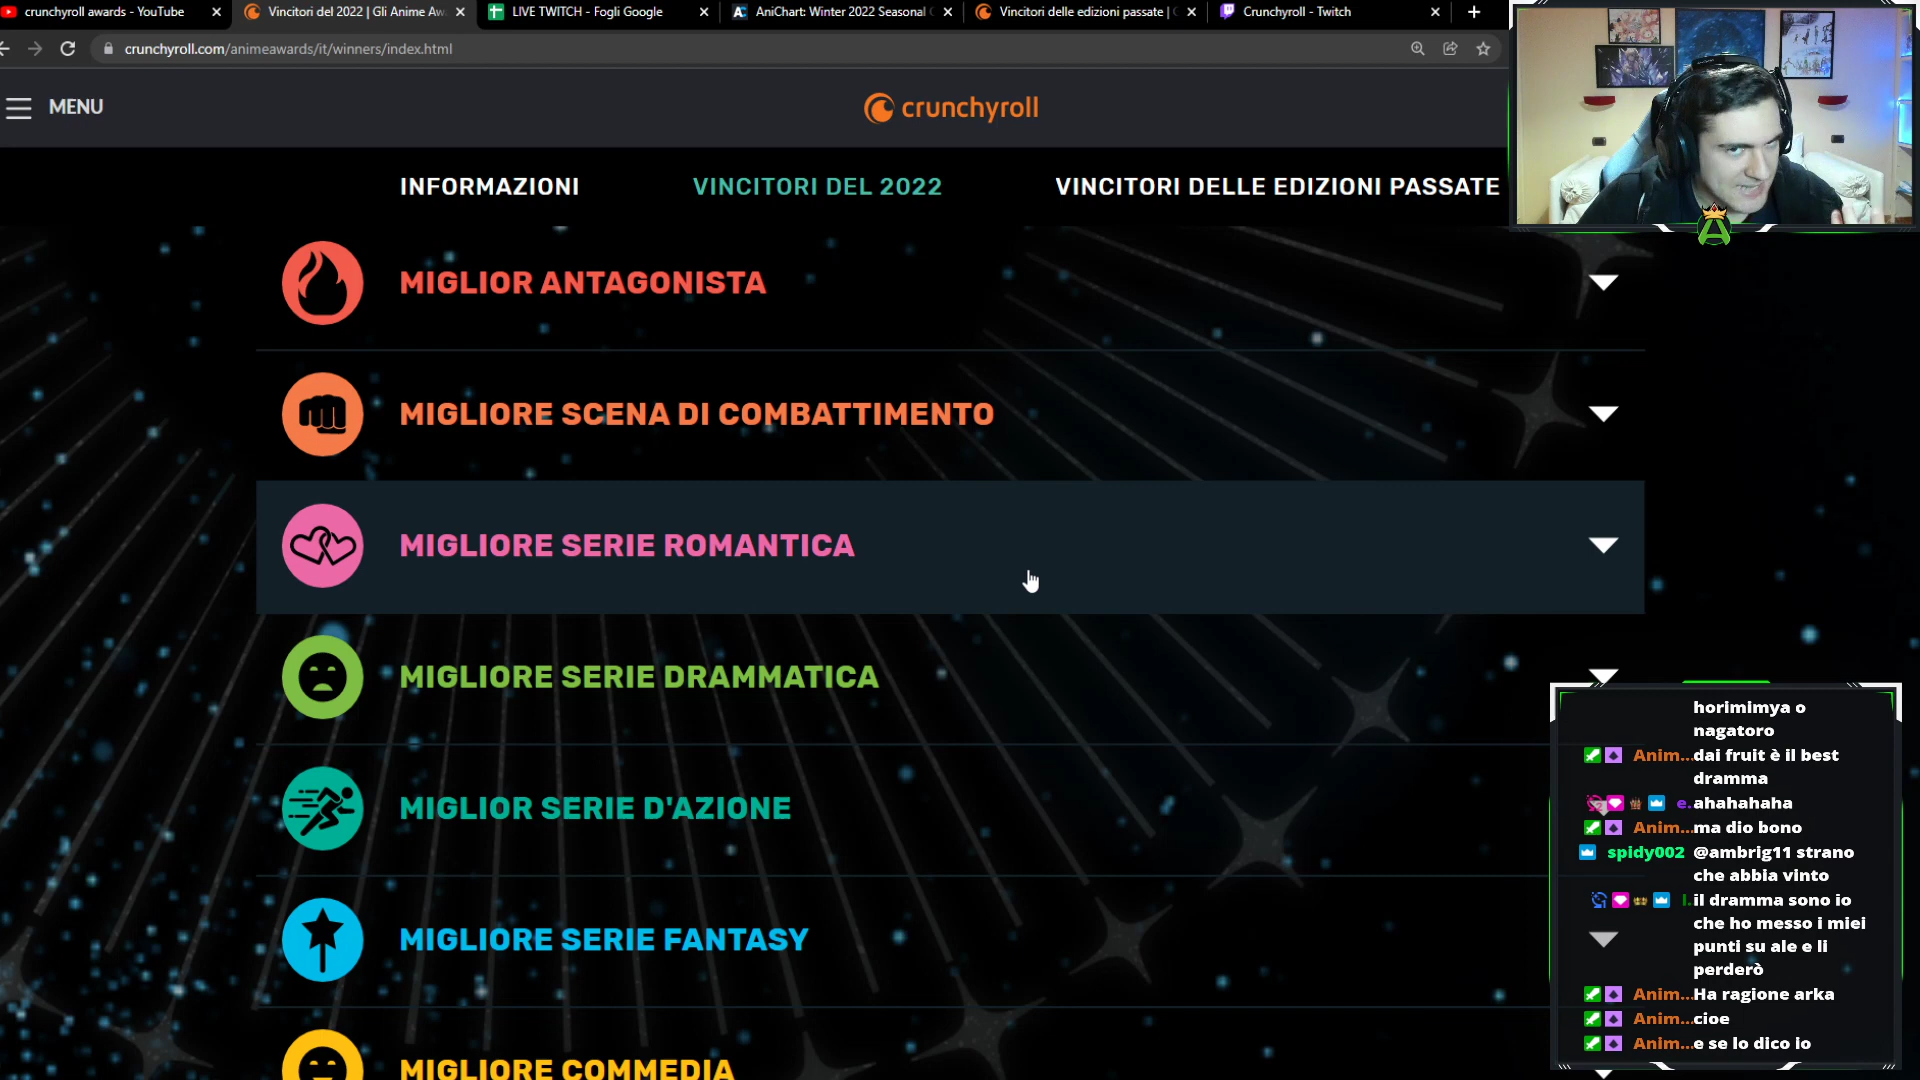 crunchyroll awards - YouTube
Vincitori del 2022 | Gli Anime Aw
LIVE TWITCH - Fogli Google
AniChart: Winter 2022 Seasonal
Vincitori delle edizioni passate |
Crunchyroll - Twitch
crunchyroll.com/animeawards/it/winners/index.html
MENU
crunchyroll
INFORMAZIONI
VINCITORI DEL 2022
VINCITORI DELLE EDIZIONI PASSATE
MIGLIOR ANTAGONISTA
MIGLIORE SCENA DI COMBATTIMENTO
MIGLIORE SERIE ROMANTICA
MIGLIORE SERIE DRAMMATICA
MIGLIOR SERIE D'AZIONE
MIGLIORE SERIE FANTASY
MIGLIORE COMMEDIA
horimimya o
nagatoro
Anim...dai fruit è il best
dramma
e.ahahahaha
Anim...ma dio bono
spidy002 @ambrig11 strano
che abbia vinto
l.il dramma sono io
che ho messo i miei
punti su ale e li
perderò
Anim...Ha ragione arka
Anim...cioe
Anim...e se lo dico io